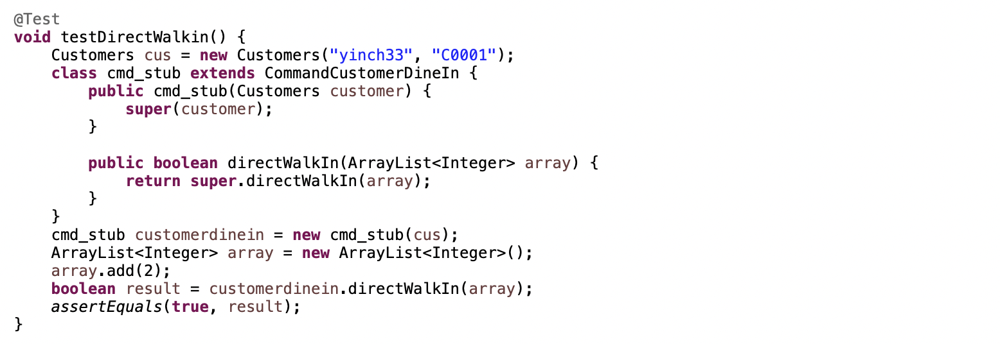 @Test
void testDirectWalkin() {
    Customers cus = new Customers("yinch33", "C0001");
    class cmd_stub extends CommandCustomerDineIn {
        public cmd_stub(Customers customer) {
            super(customer);
        }

        public boolean directWalkIn(ArrayList<Integer> array) {
            return super.directWalkIn(array);
        }
    }
    cmd_stub customerdinein = new cmd_stub(cus);
    ArrayList<Integer> array = new ArrayList<Integer>();
    array.add(2);
    boolean result = customerdinein.directWalkIn(array);
    assertEquals(true, result);
}